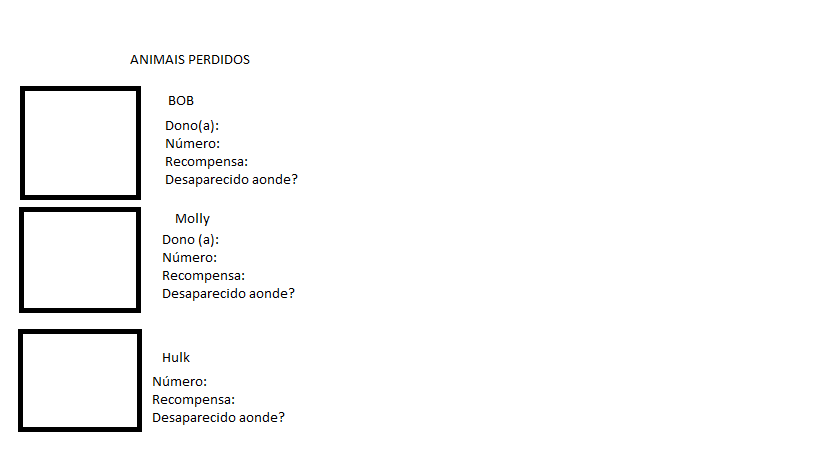 ANIMAIS PERDIDOS
BOB
Dono(a):
Número:
Recompensa:
Desaparecido aonde?
Molly
Dono (a):
Número:
Recompensa:
Desaparecido aonde?
Hulk
Número:
Recompensa:
Desaparecido aonde?